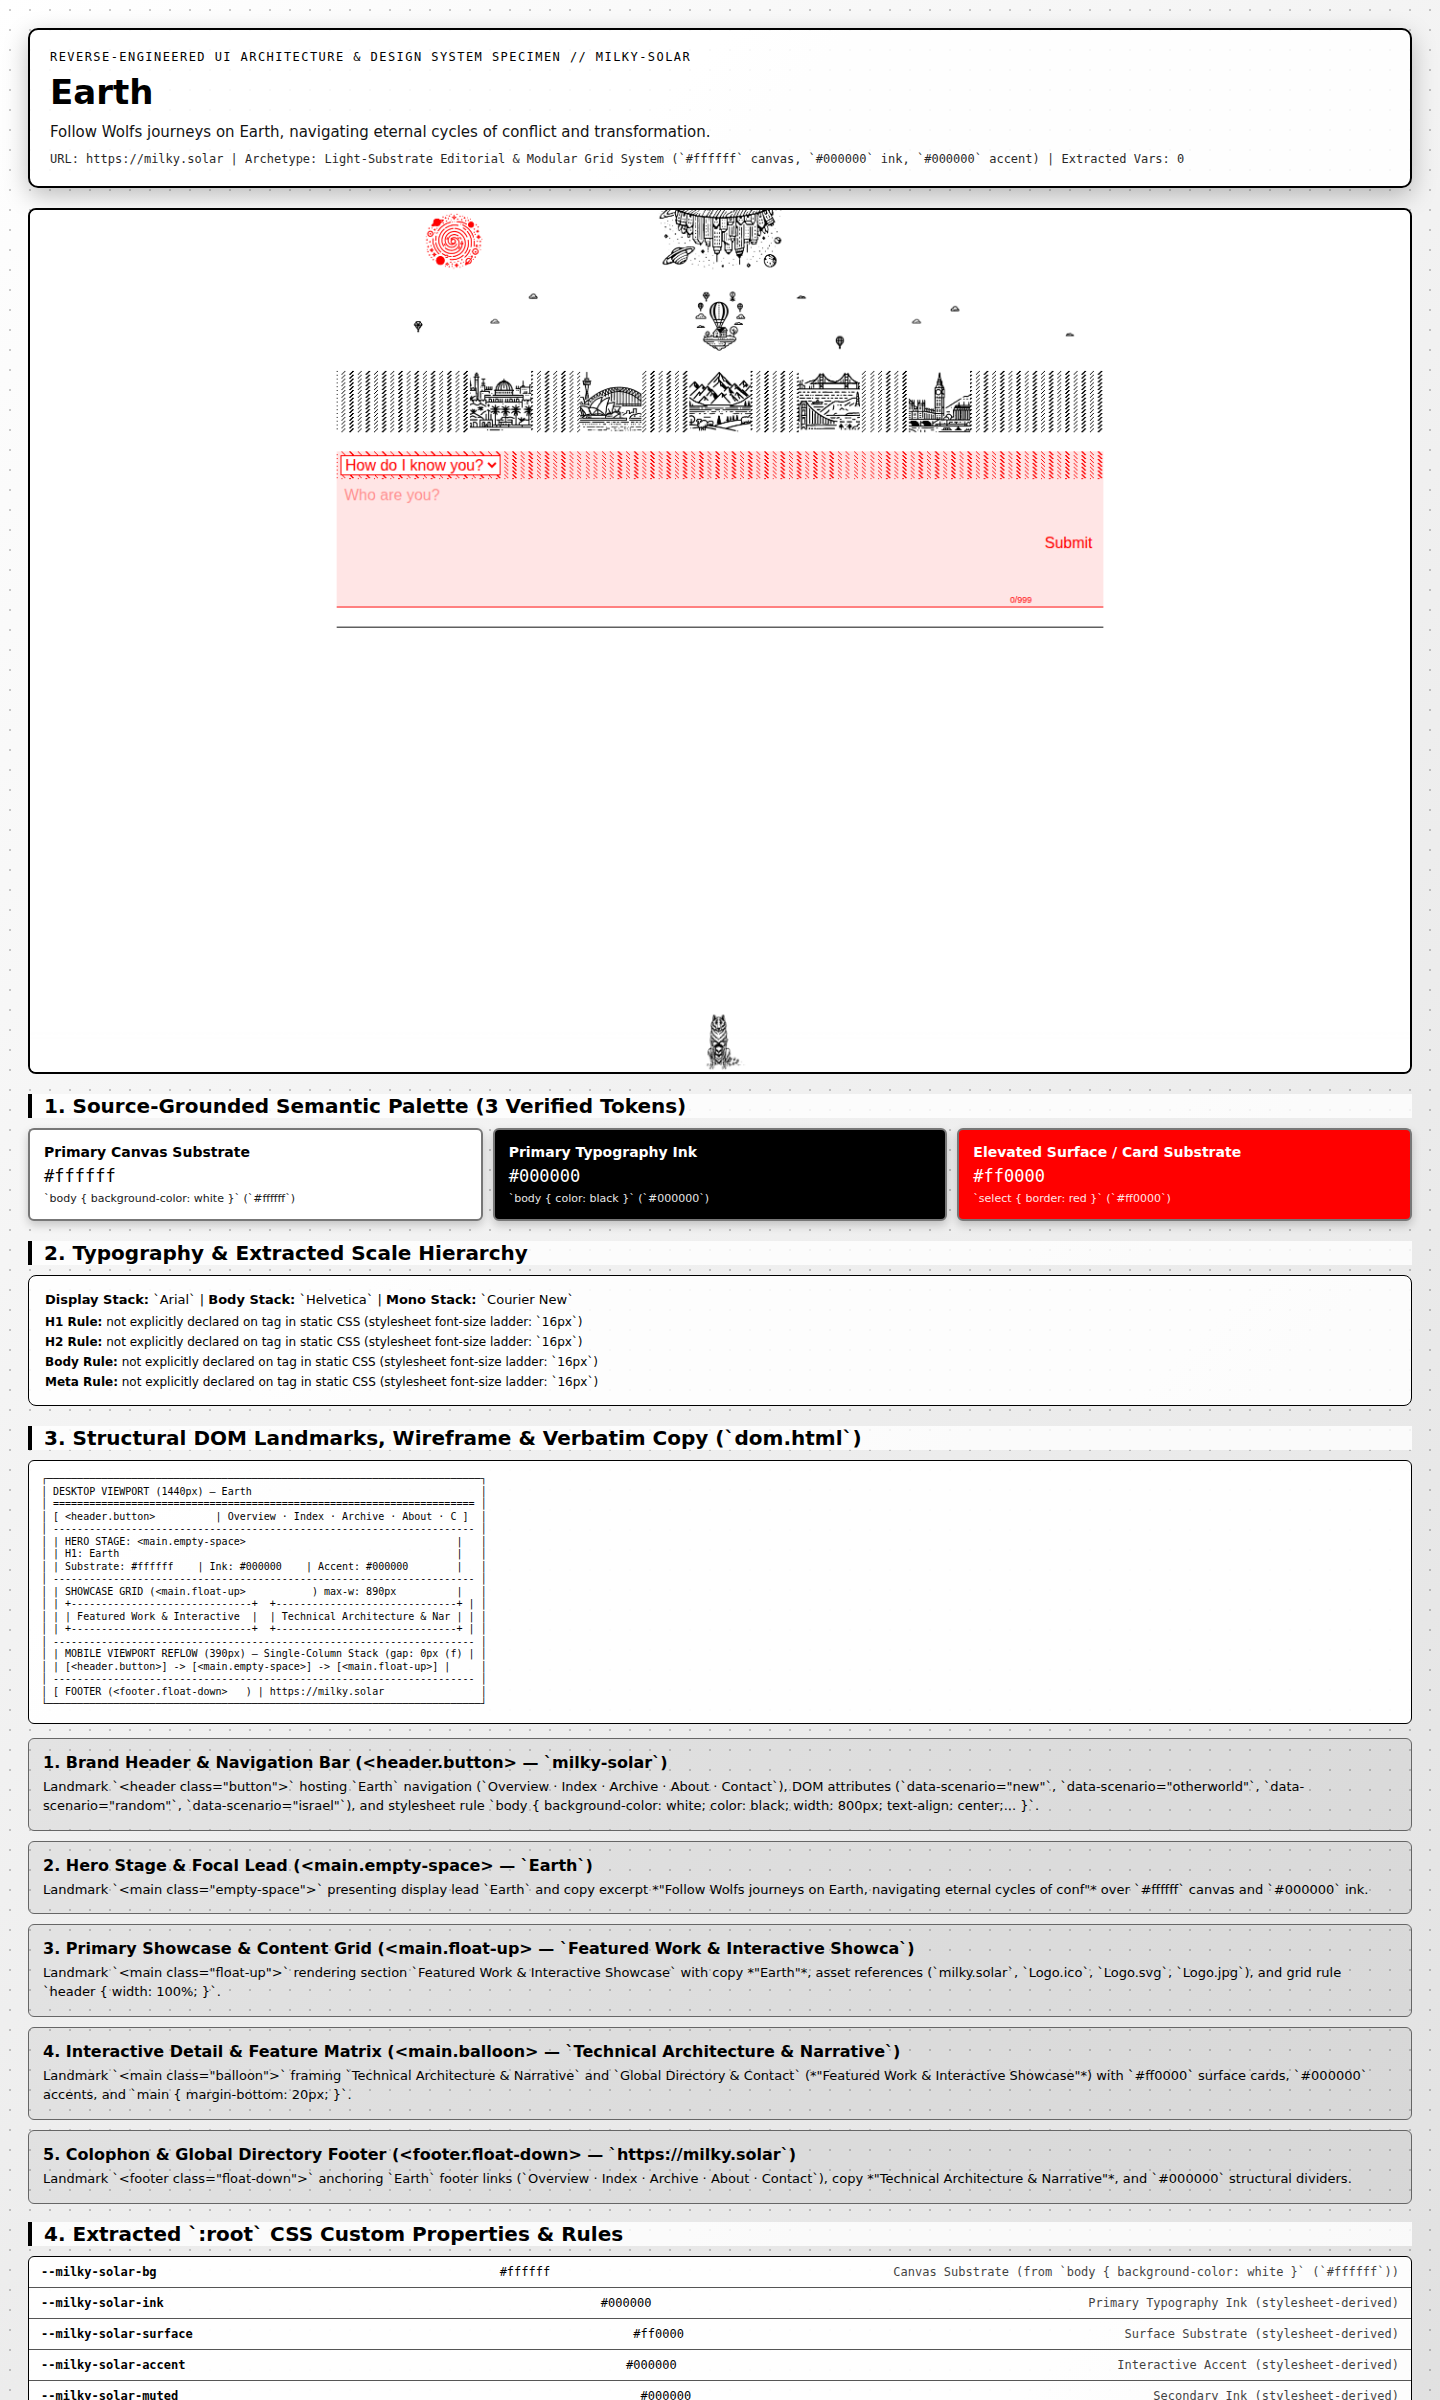 REVERSE-ENGINEERED UI ARCHITECTURE & DESIGN SYSTEM SPECIMEN // MILKY-SOLAR
Earth
Follow Wolfs journeys on Earth, navigating eternal cycles of conflict and transformation.
URL: https://milky.solar | Archetype: Light-Substrate Editorial & Modular Grid System (`#ffffff` canvas, `#000000` ink, `#000000` accent) | Extracted Vars: 0
How do I know you?
Who are you?
Submit
0/999
1. Source-Grounded Semantic Palette (3 Verified Tokens)
Primary Canvas Substrate
#ffffff
`body { background-color: white }` (`#ffffff`)
Primary Typography Ink
#000000
`body { color: black }` (`#000000`)
Elevated Surface / Card Substrate
#ff0000
`select { border: red }` (`#ff0000`)
2. Typography & Extracted Scale Hierarchy
Display Stack: `Arial` | Body Stack: `Helvetica` | Mono Stack: `Courier New`
H1 Rule: not explicitly declared on tag in static CSS (stylesheet font-size ladder: `16px`)
H2 Rule: not explicitly declared on tag in static CSS (stylesheet font-size ladder: `16px`)
Body Rule: not explicitly declared on tag in static CSS (stylesheet font-size ladder: `16px`)
Meta Rule: not explicitly declared on tag in static CSS (stylesheet font-size ladder: `16px`)
3. Structural DOM Landmarks, Wireframe & Verbatim Copy (`dom.html`)
DESKTOP VIEWPORT (1440px) — Earth
======================================================================
[ <header.button>          | Overview · Index · Archive · About · C ]
----------------------------------------------------------------------
| HERO STAGE: <main.empty-space>                                   |
| H1: Earth                                                        |
| Substrate: #ffffff    | Ink: #000000    | Accent: #000000        |
----------------------------------------------------------------------
| SHOWCASE GRID (<main.float-up>           ) max-w: 890px          |
| +------------------------------+  +------------------------------+ |
| | Featured Work & Interactive  |  | Technical Architecture & Nar | |
| +------------------------------+  +------------------------------+ |
----------------------------------------------------------------------
| MOBILE VIEWPORT REFLOW (390px) — Single-Column Stack (gap: 0px (f) |
| [<header.button>] -> [<main.empty-space>] -> [<main.float-up>] |
----------------------------------------------------------------------
[ FOOTER (<footer.float-down>   ) | https://milky.solar
1. Brand Header & Navigation Bar (<header.button> — `milky-solar`)
Landmark `<header class="button">` hosting `Earth` navigation (`Overview · Index · Archive · About · Contact`), DOM attributes (`data-scenario="new"`, `data-scenario="otherworld"`, `data-
scenario="random"`, `data-scenario="israel"`), and stylesheet rule `body { background-color: white; color: black; width: 800px; text-align: center;... }`.
2. Hero Stage & Focal Lead (<main.empty-space> — `Earth`)
Landmark `<main class="empty-space">` presenting display lead `Earth` and copy excerpt *"Follow Wolfs journeys on Earth, navigating eternal cycles of conf"* over `#ffffff` canvas and `#000000` ink.
3. Primary Showcase & Content Grid (<main.float-up> — `Featured Work & Interactive Showca`)
Landmark `<main class="float-up">` rendering section `Featured Work & Interactive Showcase` with copy *"Earth"*, asset references (`milky.solar`, `Logo.ico`, `Logo.svg`, `Logo.jpg`), and grid rule
`header { width: 100%; }`.
4. Interactive Detail & Feature Matrix (<main.balloon> — `Technical Architecture & Narrative`)
Landmark `<main class="balloon">` framing `Technical Architecture & Narrative` and `Global Directory & Contact` (*"Featured Work & Interactive Showcase"*) with `#ff0000` surface cards, `#000000`
accents, and `main { margin-bottom: 20px; }`.
5. Colophon & Global Directory Footer (<footer.float-down> — `https://milky.solar`)
Landmark `<footer class="float-down">` anchoring `Earth` footer links (`Overview · Index · Archive · About · Contact`), copy *"Technical Architecture & Narrative"*, and `#000000` structural dividers.
4. Extracted `:root` CSS Custom Properties & Rules
--milky-solar-bg #ffffff Canvas Substrate (from `body { background-color: white }` (`#ffffff`))
--milky-solar-ink #000000 Primary Typography Ink (stylesheet-derived)
--milky-solar-surface #ff0000 Surface Substrate (stylesheet-derived)
--milky-solar-accent #000000 Interactive Accent (stylesheet-derived)
--milky-solar-muted #000000 Secondary Ink (stylesheet-derived)